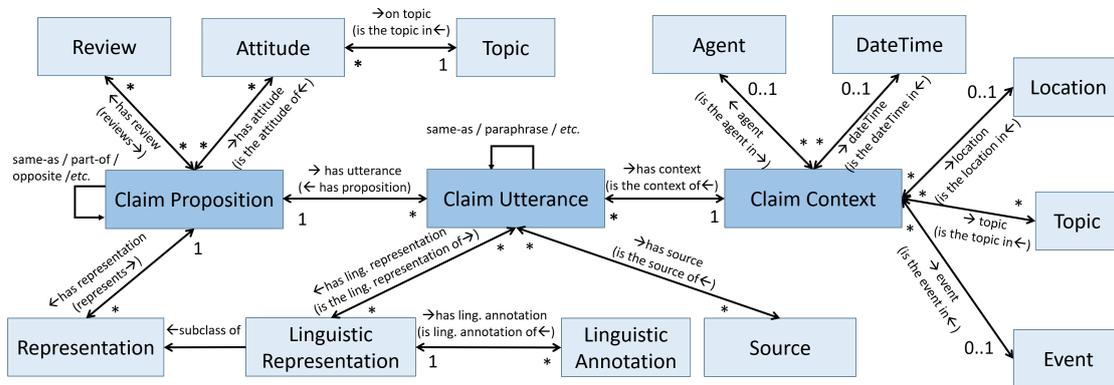 →on topic
(is the topic in←)
Review
Attitude
*
1
Topic
Agent
DateTime
Location
*
*
←has review
(reviews→)
*
*
→has attitude
(is the attitude of←)
0..1
← agent
(is the agent in→)
0..1
→ dateTime
(is the dateTime in←)
*
*
0..1
→location
(is the location in←)
*
same-as / part-of /
opposite /etc.
same-as / paraphrase / etc.
Claim Proposition
→ has utterance
(← has proposition)
1
*
Claim Utterance
→has context
(is the context of←)
*
1
Claim Context
*
*
→ topic
(is the topic in←)
Topic
*
→ event
(is the event in←)
0..1
Event
1
←has representation
(represents→)
*
←has ling. representation
(is the ling. representation of→)
*
*
*
→has source
(is the source of←)
*
Representation
←subclass of
Linguistic
Representation
→has ling. annotation
(is ling. annotation of←)
1
*
Linguistic
Annotation
Source